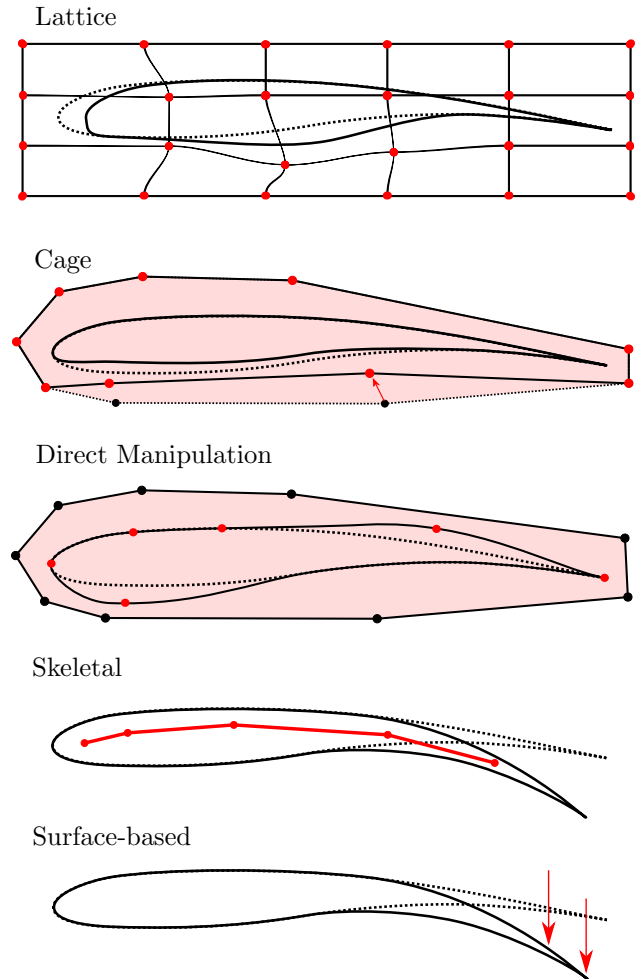 Lattice
Cage
Direct Manipulation
Skeletal
Surface-based